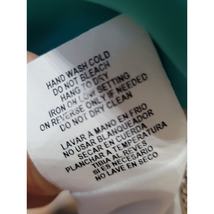 HAND WASH COLD
DO NOT BLEACH
HANG TO DRY
IRON ON LOW SETTING
ON REVERSE ONLY IF NEEDED
DO NOT DRY CLEAN
LAVAR A MANO EN FRIO
NO USAR BLANQUEADOR
SECAR EN CUERDA
PLANCHAR A TEMPERATURA
TIBIA AL REVES
SIES NECESARIO
NO LAVE EN SECO